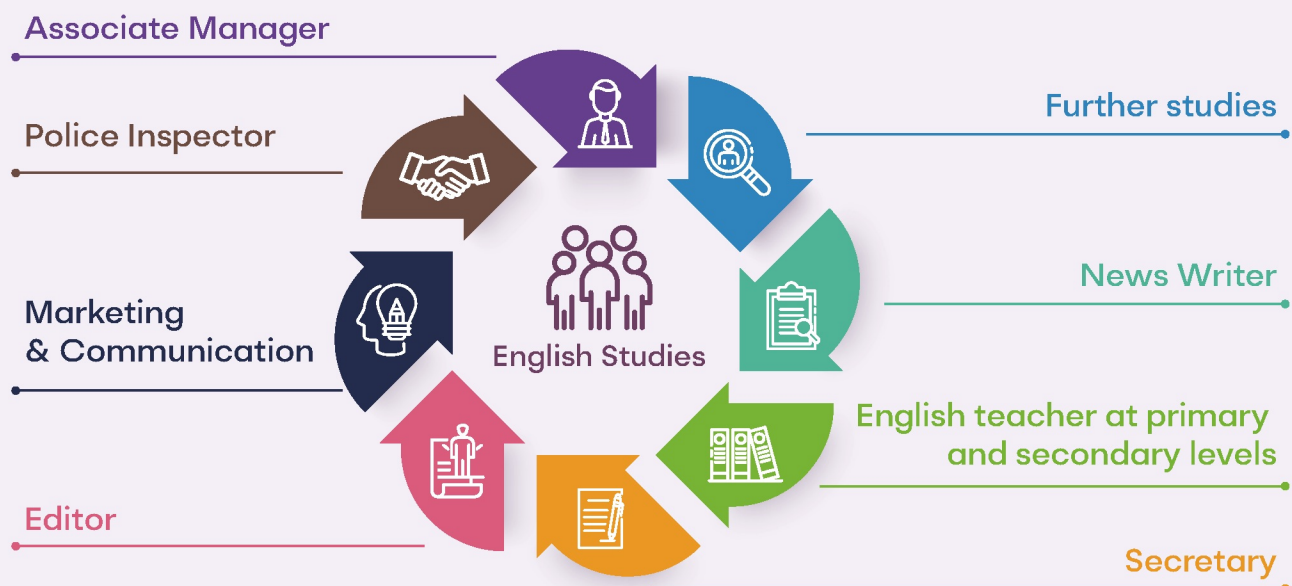 Associate Manager
Further studies
Police Inspector
News Writer
Marketing
& Communication
English Studies
English teacher at primary
and secondary levels
Editor
Secretary